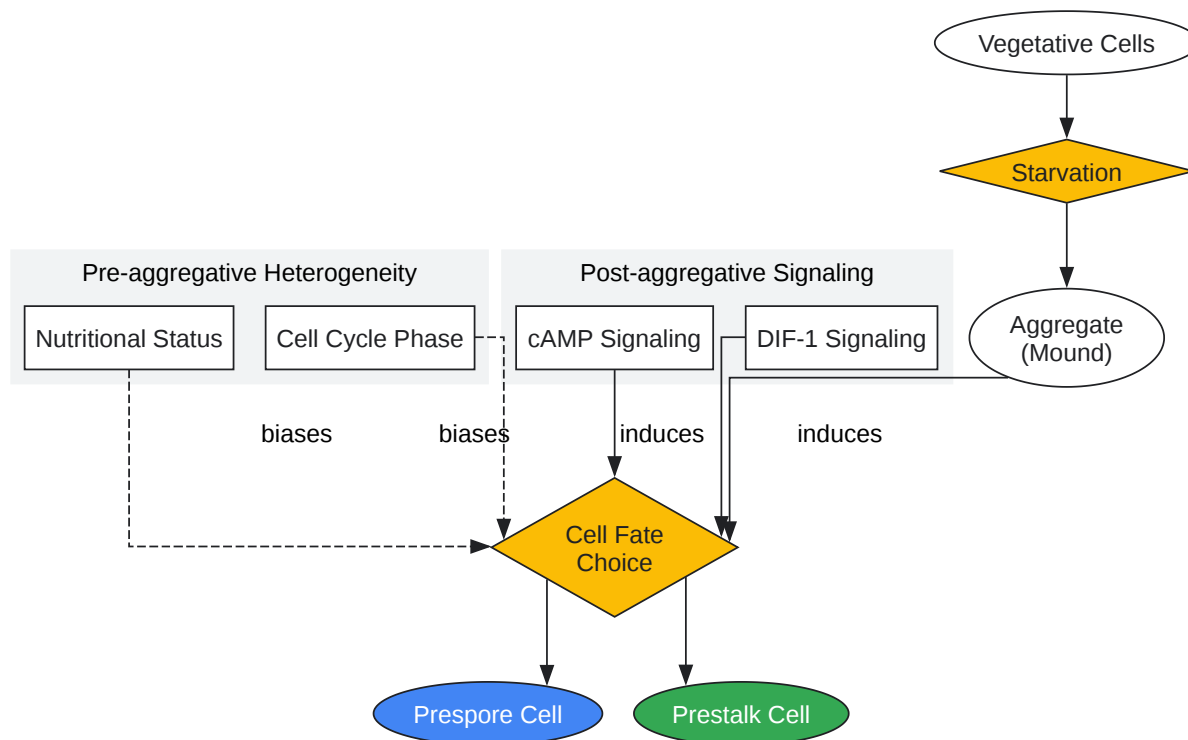 Vegetative Cells
Starvation
Pre-aggregative Heterogeneity
Post-aggregative Signaling
Nutritional Status
Cell Cycle Phase
cAMP Signaling
DIF-1 Signaling
Aggregate
(Mound)
biases
biases
induces
induces
Cell Fate
Choice
Prespore Cell
Prestalk Cell